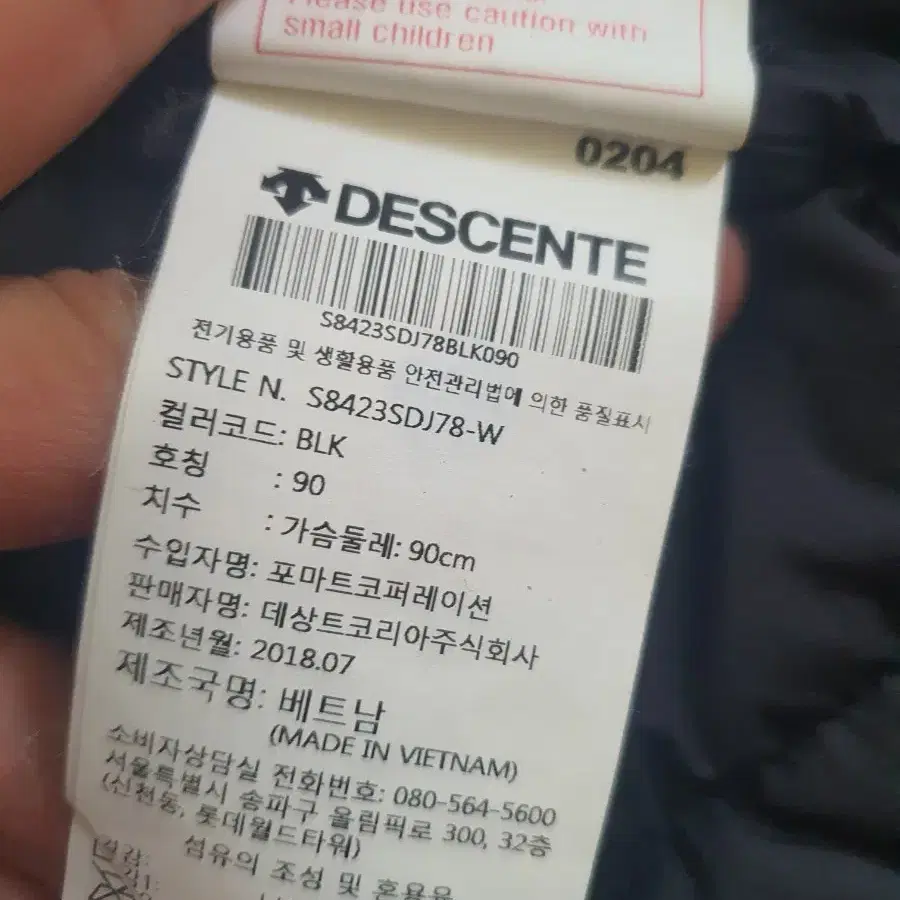 Please use caution with
small children
0204
DESCENTE
S8423SDJ78BLK090
전기용품 및 생활용품 안전관리법에 의한 품질표시
STYLE N. S8423SDJ78-W
컬러코드: BLK
호칭 : 90
치수 : 가슴둘레: 90cm
수입자명: 포마트코퍼레이션
판매자명: 데상트코리아주식회사
제조년월: 2018.07
제조국명: 베트남
(MADE IN VIETNAM)
소비자상담실 전화번호: 080-564-5600
서울특별시 송파구 올림픽로 300, 32층
(신천동, 롯데월드타워)
섬유의 조성 및 혼용율
겉감: